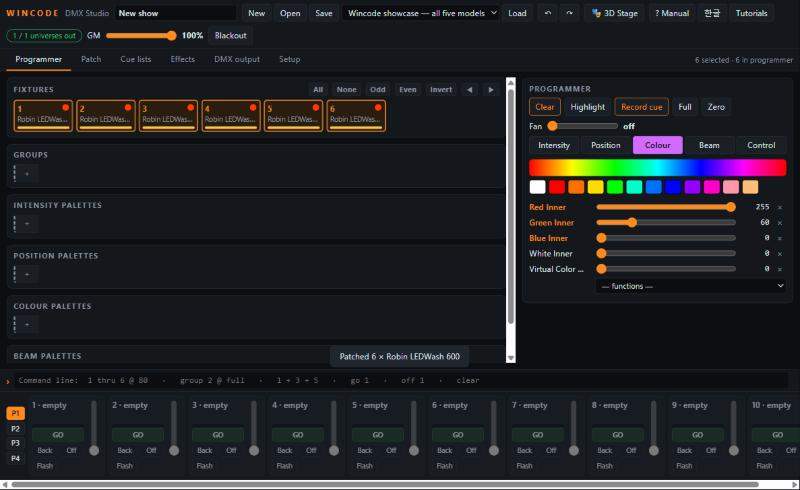 WINCODE DMX Studio New show New Open Save Wincode showcase — all five models Load 3D Stage ? Manual 한글 Tutorials
1 / 1 universes out GM 100% Blackout
Programmer Patch Cue lists Effects DMX output Setup 6 selected · 6 in programmer
FIXTURES All None Odd Even Invert
1 2 3 4 5 6
Robin LEDWas... Robin LEDWas... Robin LEDWas... Robin LEDWas... Robin LEDWas... Robin LEDWas...
GROUPS
+
INTENSITY PALETTES
+
POSITION PALETTES
+
COLOUR PALETTES
+
BEAM PALETTES
PROGRAMMER
Clear Highlight Record cue Full Zero
Fan off
Intensity Position Colour Beam Control
Red Inner 255 ×
Green Inner 60 ×
Blue Inner 0 ×
White Inner 0 ×
Virtual Color ... 0 ×
— functions —
Patched 6 × Robin LEDWash 600
› Command line: 1 thru 6 @ 80 · group 2 @ full · 1 + 3 + 5 · go 1 · off 1 · clear
P1
P2
P3
P4
1 · empty 2 · empty 3 · empty 4 · empty 5 · empty 6 · empty 7 · empty 8 · empty 9 · empty 10 · empty
GO GO GO GO GO GO GO GO GO GO
Back Off Back Off Back Off Back Off Back Off Back Off Back Off Back Off Back Off Back
Flash Flash Flash Flash Flash Flash Flash Flash Flash Flash